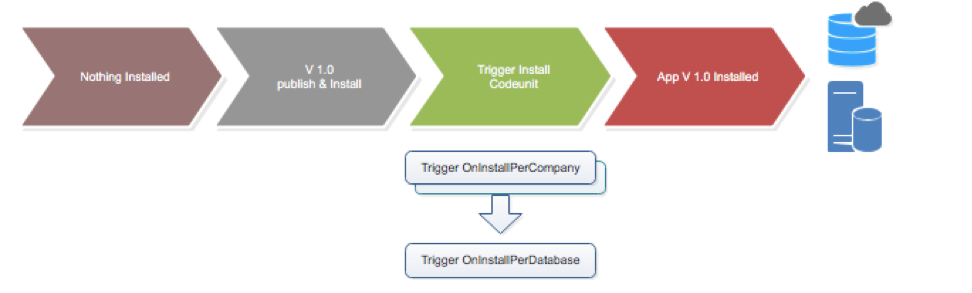 Nothing Installed
V 1.0
publish & Install
Trigger Install
Codeunit
App V 1.0 Installed
Trigger OnInstallPerCompany
Trigger OnInstallPerDatabase